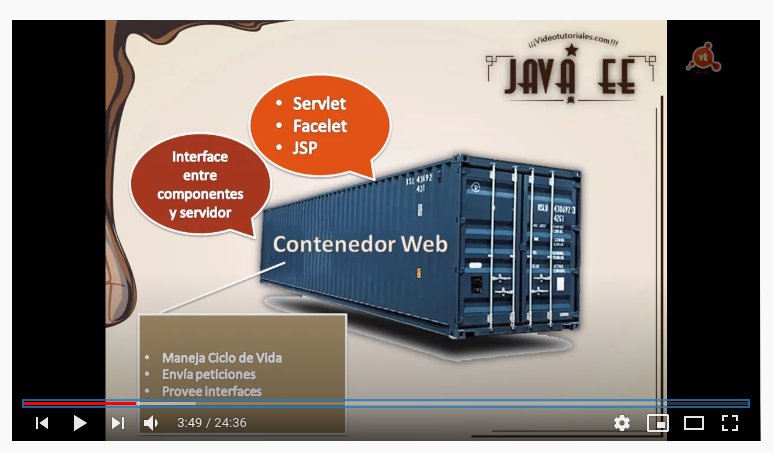 ¡¡¡Videotutoriales.com!!!
JAVA EE
• Servlet
• Facelet
• JSP
Interface
entre
componentes
y servidor
Contenedor Web
• Maneja Ciclo de Vida
• Envía peticiones
• Provee interfaces
3:49 / 24:36